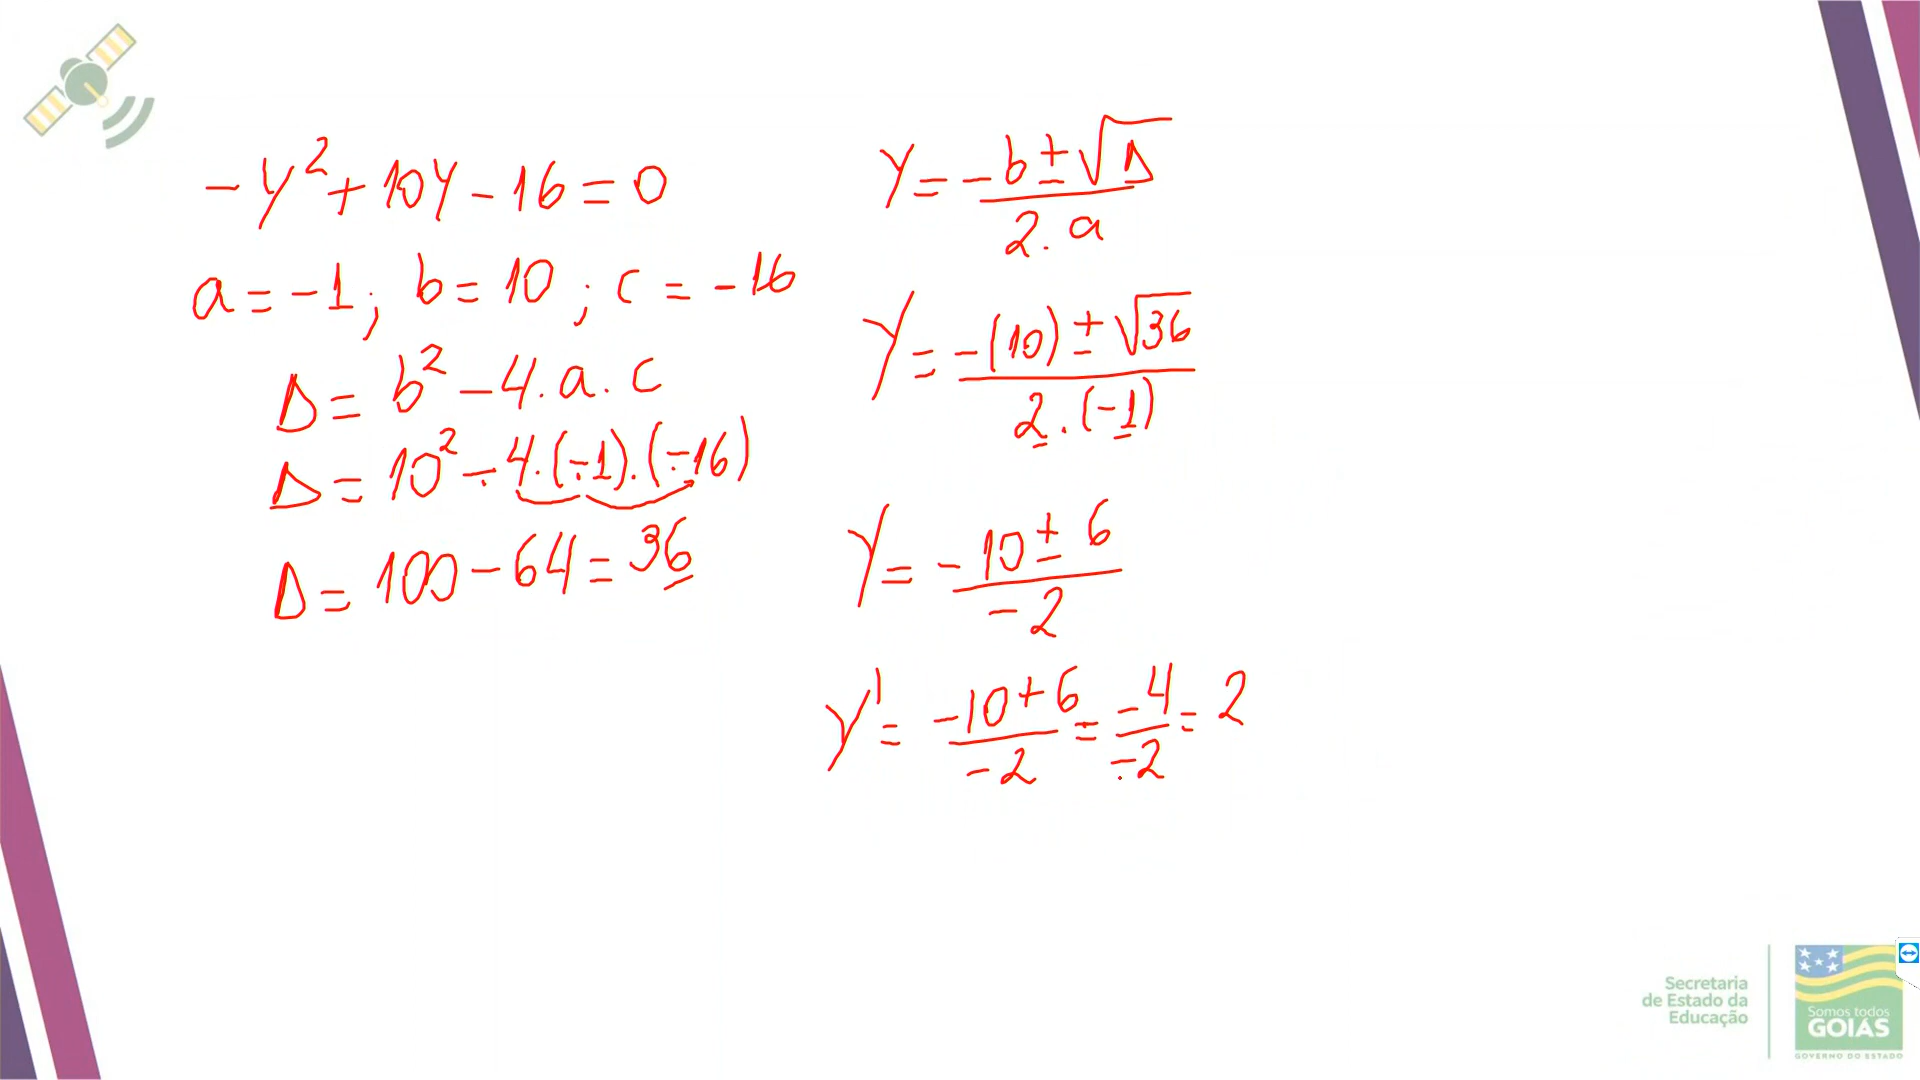 -y² + 10y - 16 = 0
a = -1; b = 10; c = -16
Δ = b² - 4.a.c
Δ = 10² - 4.(-1).(-16)
Δ = 100 - 64 = 36
y = -b ± √Δ / 2.a
y = -(10) ± √36 / 2.(-1)
y = -10 ± 6 / -2
y' = -10 + 6 / -2 = -4 / -2 = 2
Secretaria
de Estado da
Educação
Somos todos
GOIÁS
GOVERNO DO ESTADO